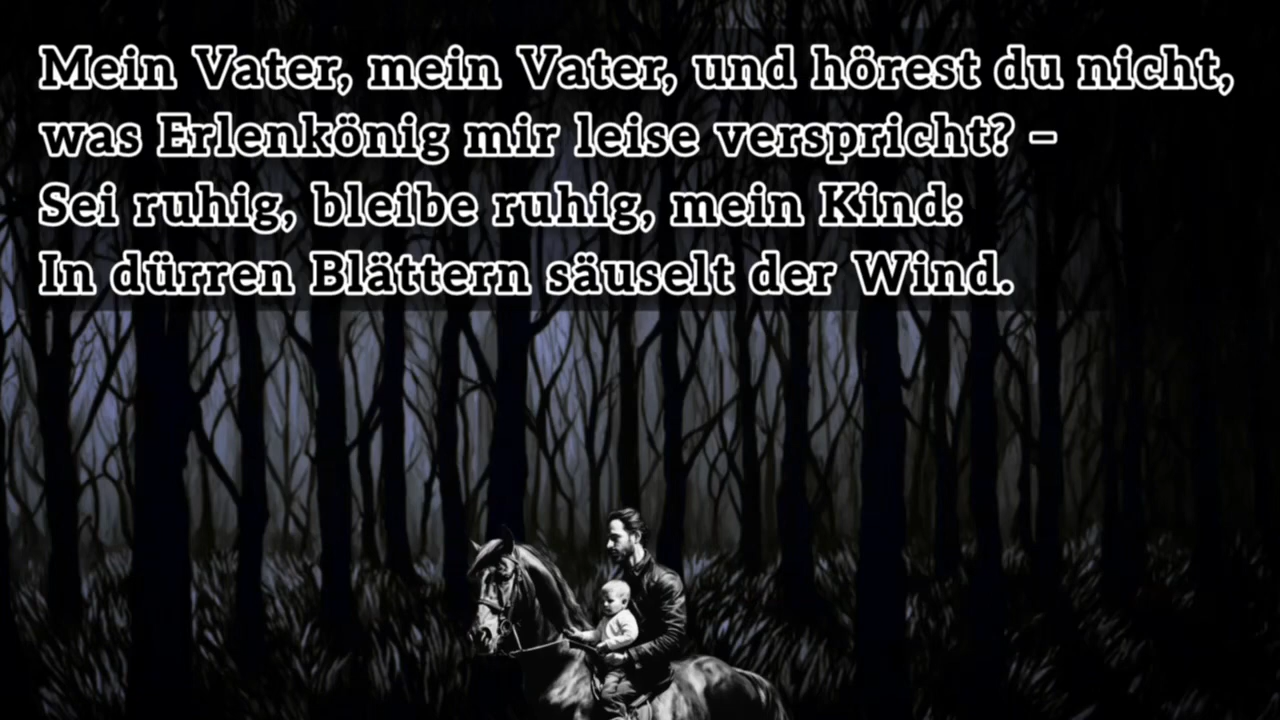 Mein Vater, mein Vater, und hörest du nicht,
was Erlenkönig mir leise verspricht? –
Sei ruhig, bleibe ruhig, mein Kind:
In dürren Blättern säuselt der Wind.